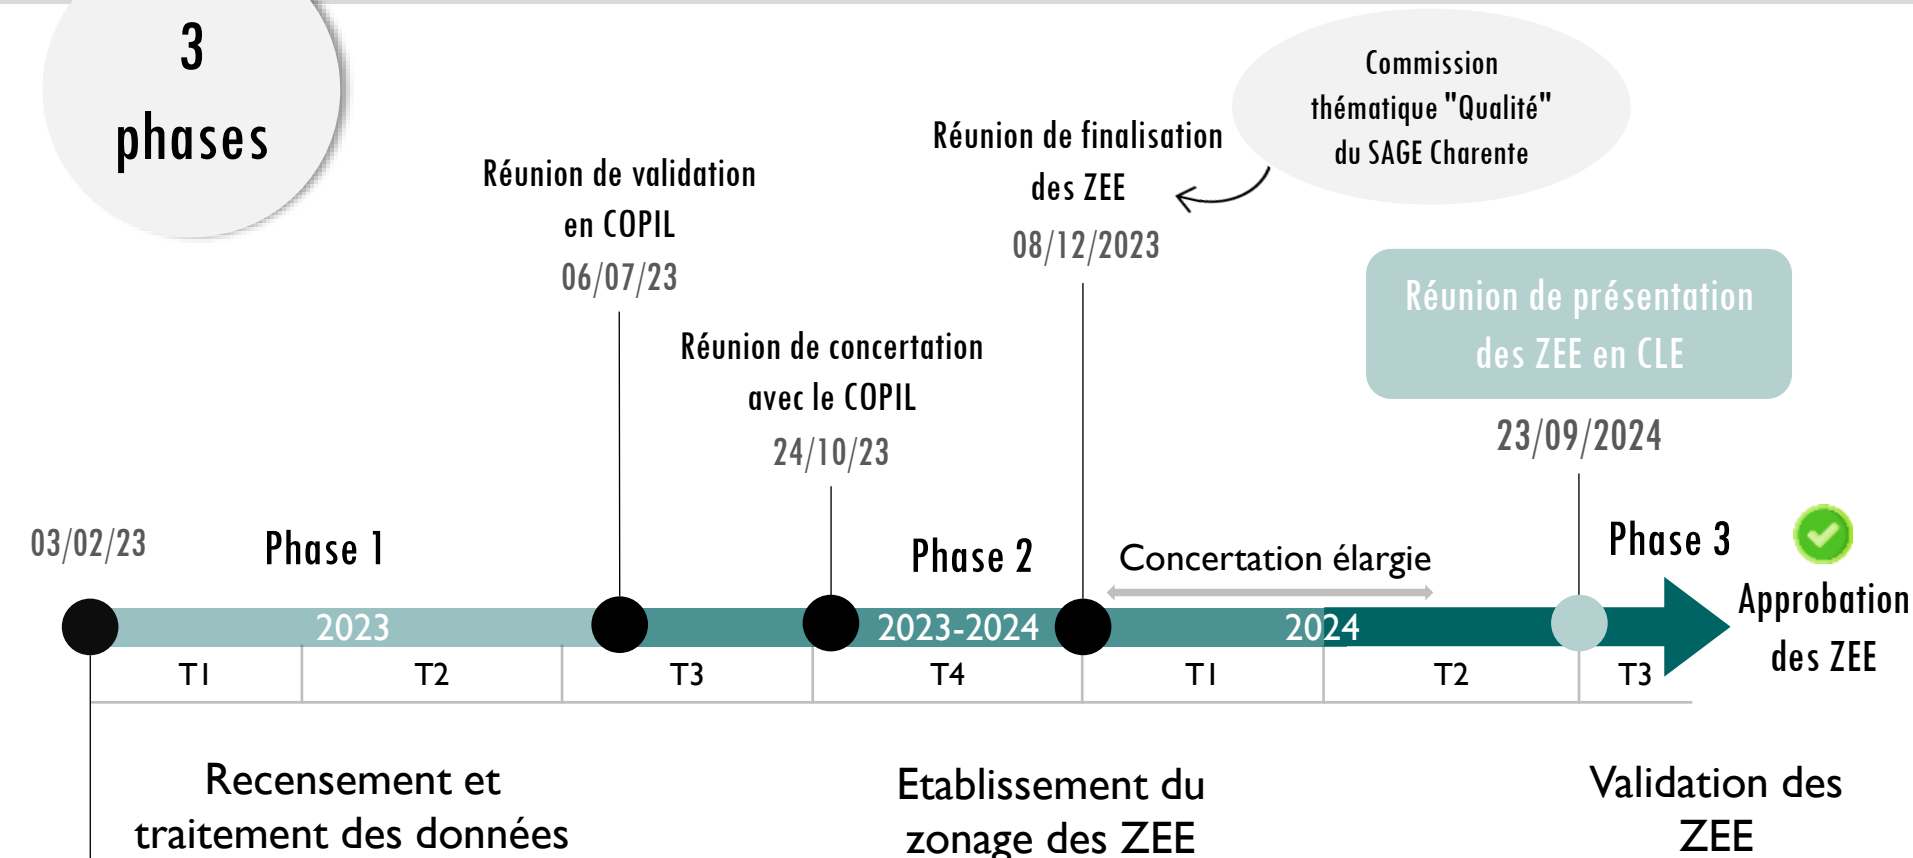 3
phases
Commission
thématique "Qualité"
du SAGE Charente
Réunion de finalisation
des ZEE
08/12/2023
Réunion de validation
en COPIL
06/07/23
Réunion de présentation
des ZEE en CLE
23/09/2024
Réunion de concertation
avec le COPIL
24/10/23
03/02/23
Phase 1
Phase 2
Concertation élargie
Phase 3
Approbation
des ZEE
2023
2023-2024
2024
T1
T2
T3
T4
T1
T2
T3
Recensement et
traitement des données
Etablissement du
zonage des ZEE
Validation des
ZEE